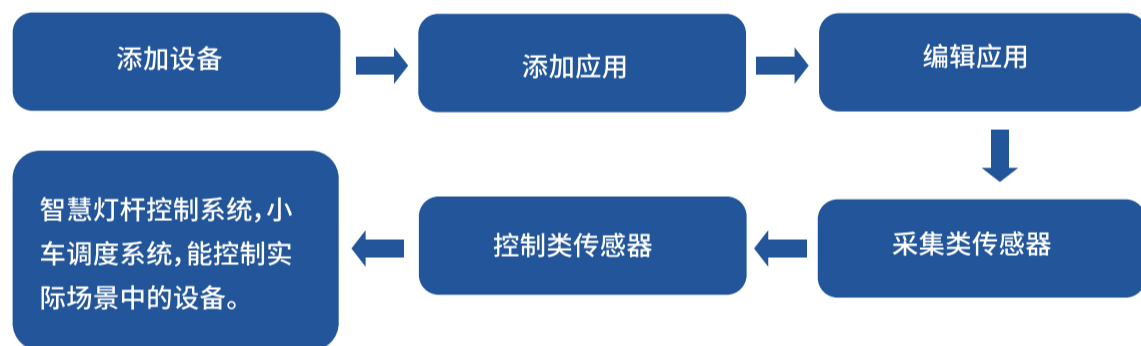 添加设备
添加应用
编辑应用
采集类传感器
控制类传感器
智慧灯杆控制系统，小
车调度系统，能控制实
际场景中的设备。